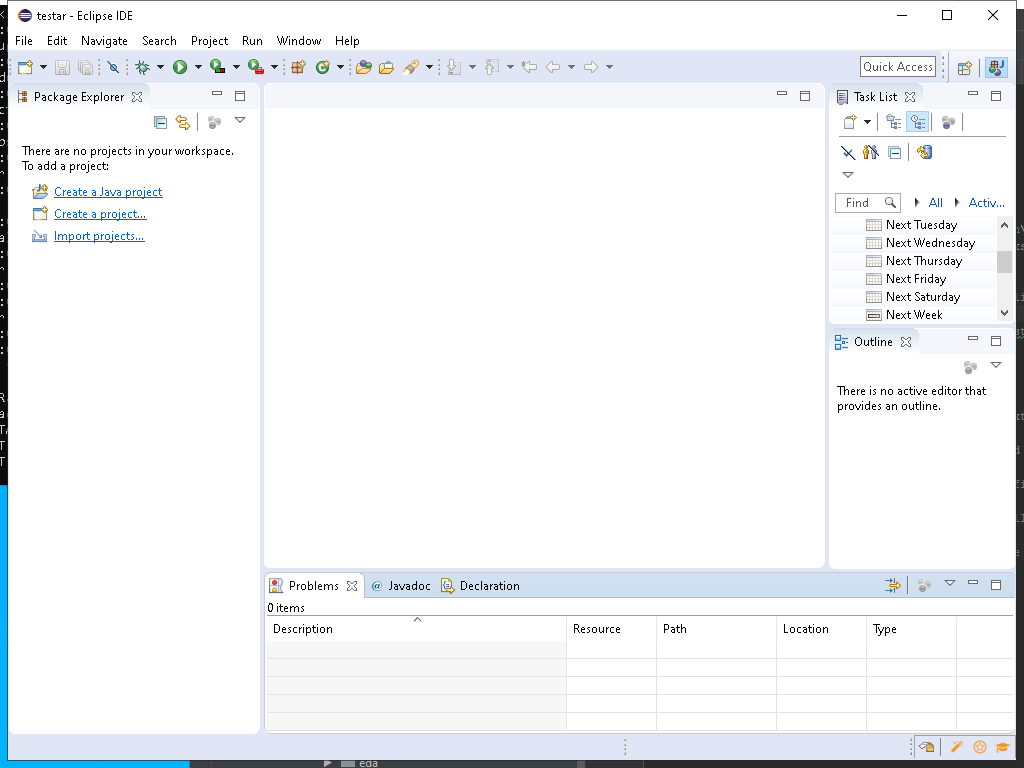 testar - Eclipse IDE
File Edit Navigate Search Project Run Window Help
Quick Access
Package Explorer
There are no projects in your workspace.
To add a project:
Create a Java project
Create a project...
Import projects...
Task List
Find All Activ...
Next Tuesday
Next Wednesday
Next Thursday
Next Friday
Next Saturday
Next Week
Outline
There is no active editor that
provides an outline.
Problems @ Javadoc Declaration
0 items
Description Resource Path Location Type
eda